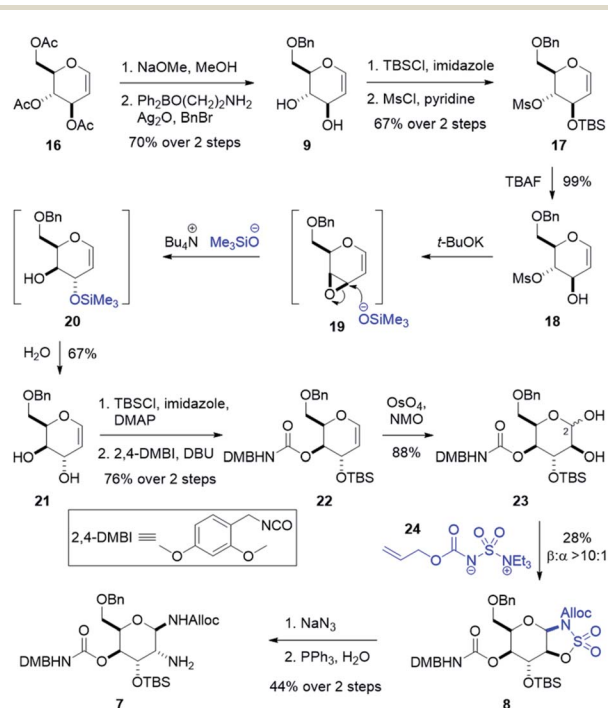 OBn
OBn
OBn
OAc
O
AcO
OAc
16
1. NaOMe, MeOH
2. Ph2BO(CH2)2NH2
Ag2O, BnBr
70% over 2 steps
O
HO
OH
9
1. TBSCl, imidazole
2. MsCl, pyridine
67% over 2 steps
O
MsO
OTBS
17
TBAF
99%
OBn
O
HO
OSiMe3
20
⊕ ⊖
Bu4N Me3SiO
OBn
O
O
⊖
OSiMe3
19
t-BuOK
OBn
O
MsO
OH
18
H2O
67%
OBn
O
HO
OH
21
1. TBSCl, imidazole,
DMAP
2. 2,4-DMBI, DBU
76% over 2 steps
OBn
O
O
DMBHN
O
OTBS
22
OsO4,
NMO
88%
OBn
O
OH
2
O
DMBHN
O
OH
OTBS
23
2,4-DMBI ≡
NCO
O
O
24
O
O
O
O
S
N
NEt3
⊖
⊕
28%
β:α >10:1
OBn
O
NHAlloc
O
DMBHN
O
NH2
OTBS
7
1. NaN3
2. PPh3, H2O
44% over 2 steps
OBn
Alloc
O
N
O
S
O
O
DMBHN
O
O
OTBS
8